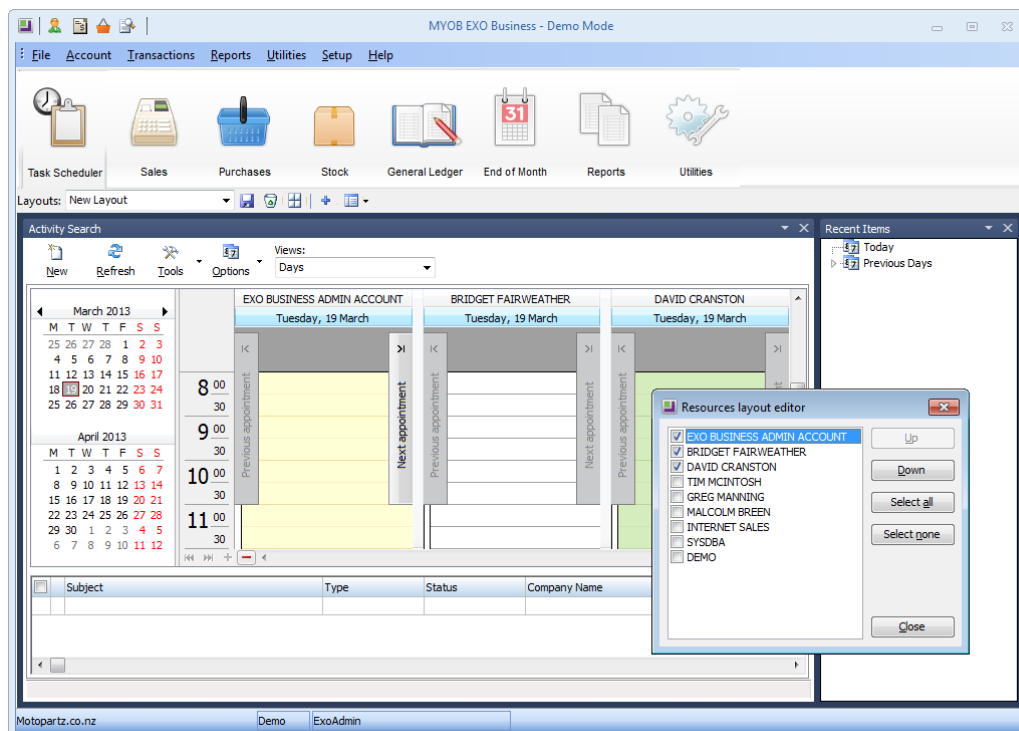 MYOB EXO Business - Demo Mode
File Account Transactions Reports Utilities Setup Help
31
Task Scheduler Sales Purchases Stock General Ledger End of Month Reports Utilities
Layouts: New Layout
Activity Search
Recent Items
New Refresh Tools Options Views: Days
7
Today
7
Previous Days
7
March 2013
M T W T F S S
25 26 27 28 1 2 3
4 5 6 7 8 9 10
11 12 13 14 15 16 17
18 19 20 21 22 23 24
25 26 27 28 29 30 31
April 2013
M T W T F S S
1 2 3 4 5 6 7
8 9 10 11 12 13 14
15 16 17 18 19 20 21
22 23 24 25 26 27 28
29 30 1 2 3 4 5
6 7 8 9 10 11 12
EXO BUSINESS ADMIN ACCOUNT BRIDGET FAIRWEATHER DAVID CRANSTON
Tuesday, 19 March Tuesday, 19 March Tuesday, 19 March
8 00
30
9 00
30
10 00
30
11 00
30
Previous appointment
Next appointment
Previous appointment
Next appointment
Previous appointment
Resources layout editor
EXO BUSINESS ADMIN ACCOUNT
BRIDGET FAIRWEATHER
DAVID CRANSTON
TIM MCINTOSH
GREG MANNING
MALCOLM BREEN
INTERNET SALES
SYSDBA
DEMO
Up
Down
Select all
Select none
Close
Subject Type Status Company Name
Motopartz.co.nz Demo ExoAdmin